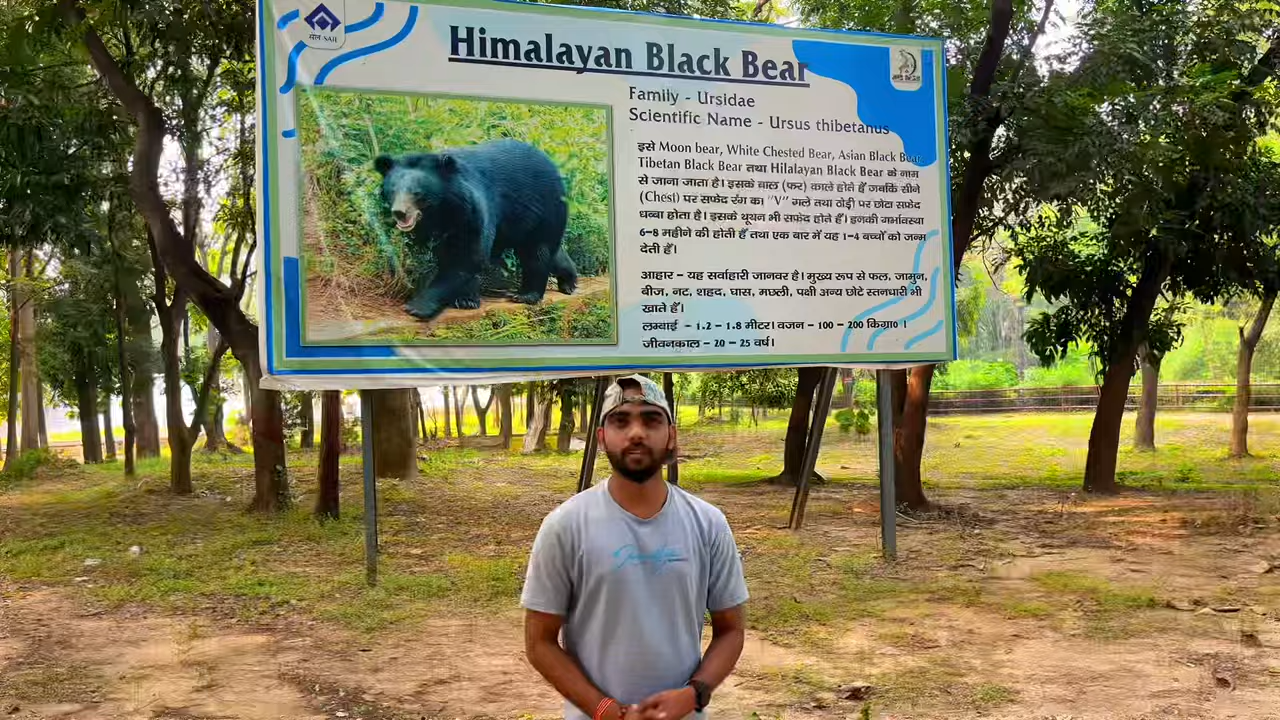 सेल SAIL
Himalayan Black Bear
Family - Ursidae
Scientific Name - Ursus thibetanus
इसे Moon bear, White Chested Bear, Asian Black Bear,
Tibetan Black Bear तथा Hilalayan Black Bear के नाम
से जाना जाता है। इसके बाल (फर) काले होते हैं जबकि सीने
(Chest) पर सफेद रंग का "V" गले तथा ठोड़ी पर छोटा सफेद
धब्बा होता है। इसके थूथन भी सफेद होते हैं। इनकी गर्भावस्था
6-8 महीने की होती हैं तथा एक बार में यह 1-4 बच्चों को जन्म
देती हैं।
आहार - यह सर्वाहारी जानवर है। मुख्य रूप से फल, जामुन,
बीज, नट, शहद, घास, मछली, पक्षी अन्य छोटे स्तनधारी भी
खाते हैं।
लम्बाई - 1.2 - 1.8 मीटर। वजन - 100 - 200 किग्रा० ।
जीवनकाल - 20 - 25 वर्ष।